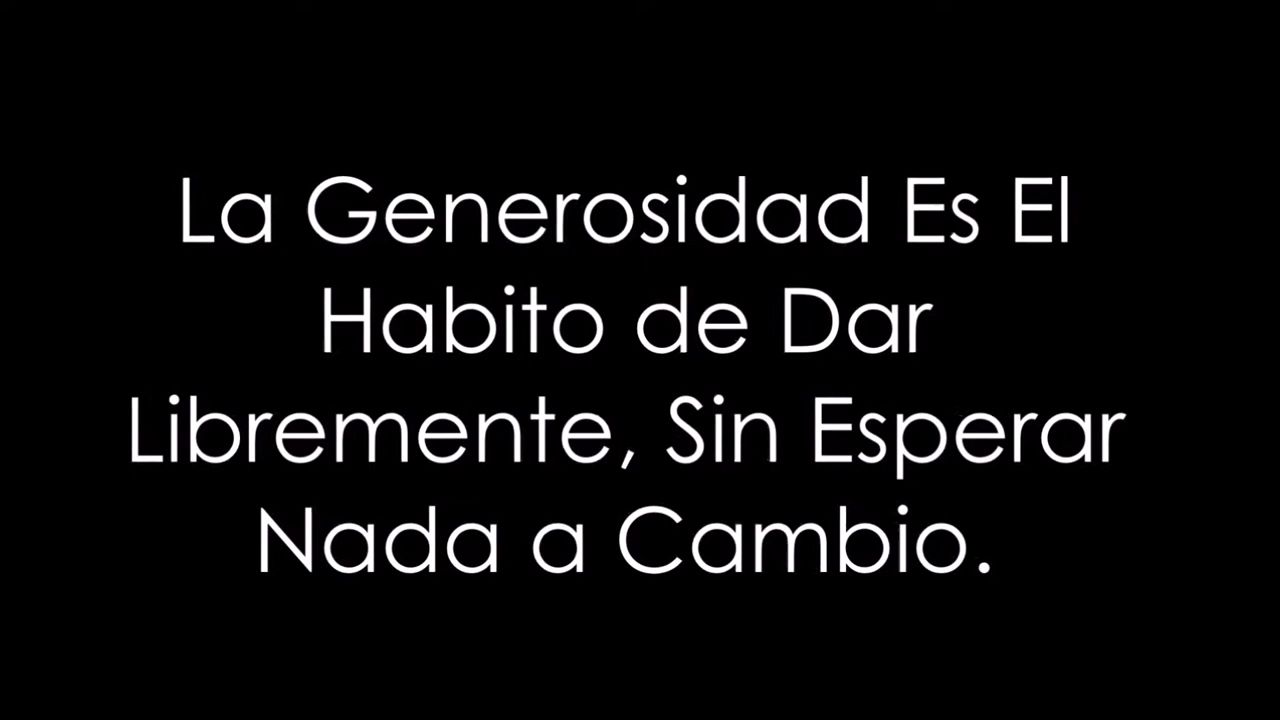 La Generosidad Es El
Habito de Dar
Libremente, Sin Esperar
Nada a Cambio.